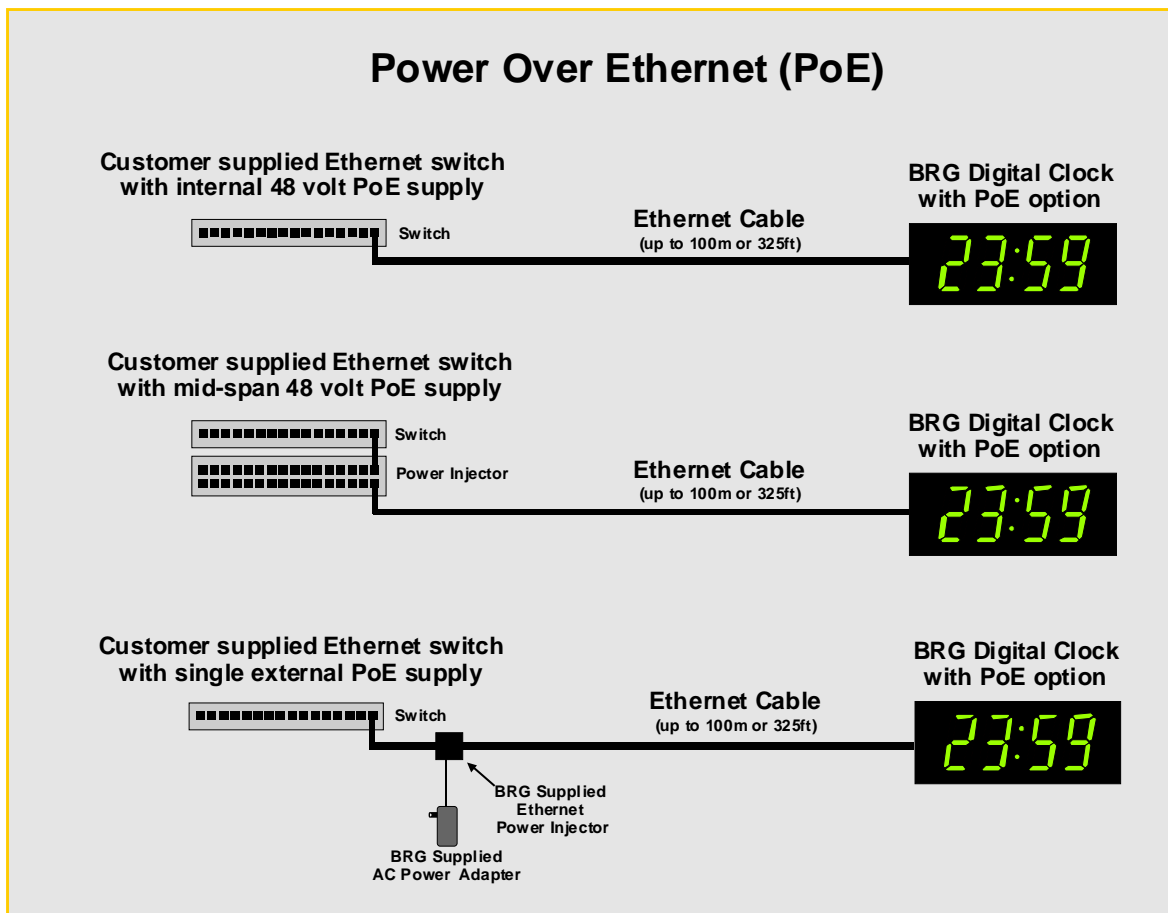 Power Over Ethernet (PoE)
Customer supplied Ethernet switch
with internal 48 volt PoE supply
Switch
Ethernet Cable
(up to 100m or 325ft)
BRG Digital Clock
with PoE option
23:59
Customer supplied Ethernet switch
with mid-span 48 volt PoE supply
Switch
Power Injector
Ethernet Cable
(up to 100m or 325ft)
BRG Digital Clock
with PoE option
23:59
Customer supplied Ethernet switch
with single external PoE supply
Switch
Ethernet Cable
(up to 100m or 325ft)
BRG Digital Clock
with PoE option
23:59
BRG Supplied
Ethernet
Power Injector
BRG Supplied
AC Power Adapter